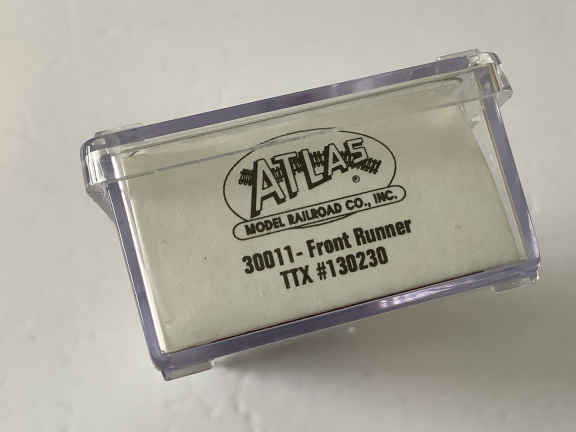 ATLAS®
MODEL RAILROAD CO., INC.
30011- Front Runner
TTX #130230